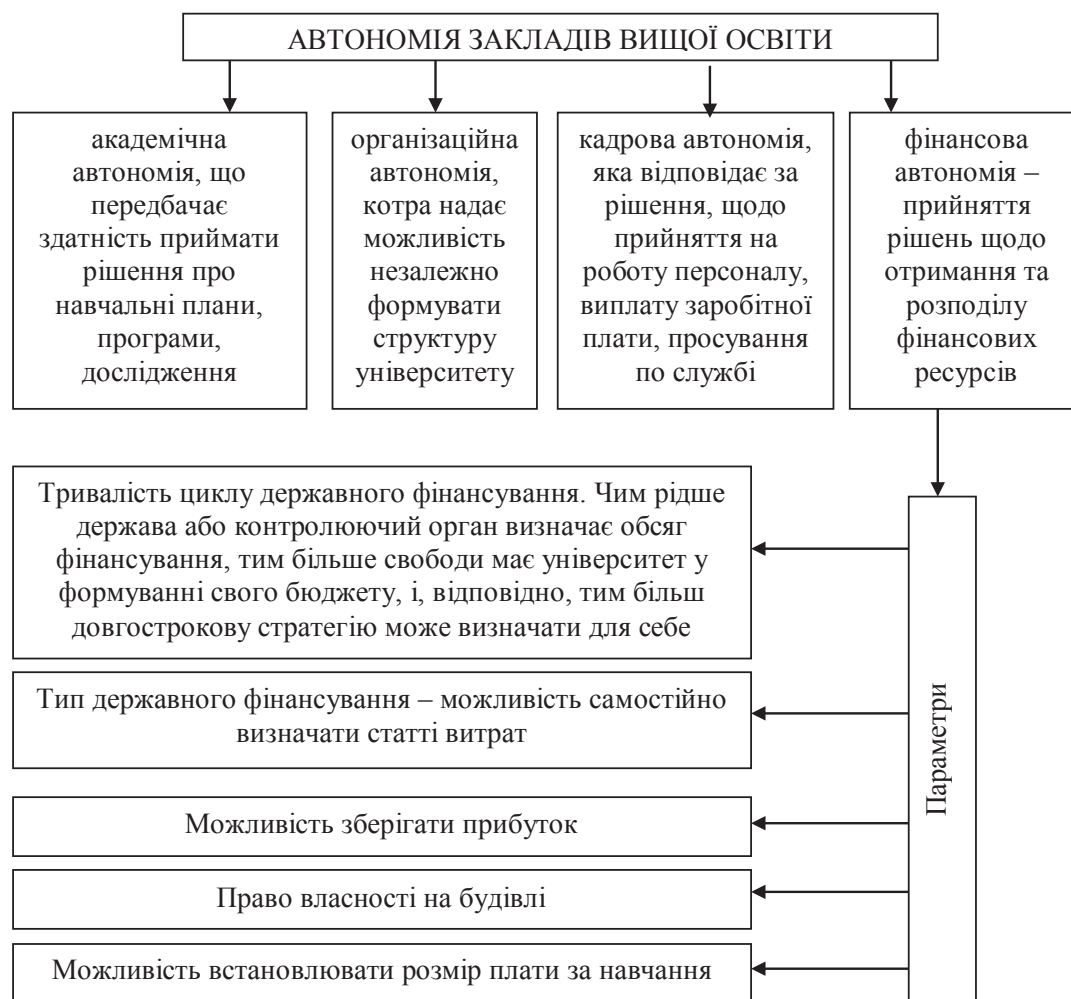 АВТОНОМІЯ ЗАКЛАДІВ ВИЩОЇ ОСВІТИ
академічна
автономія, що
передбачає
здатність приймати
рішення про
навчальні плани,
програми,
дослідження
організаційна
автономія,
котра надає
можливість
незалежно
формувати
структуру
університету
кадрова автономія,
яка відповідає за
рішення, щодо
прийняття на
роботу персоналу,
виплату заробітної
плати, просування
по службі
фінансова
автономія –
прийняття
рішень щодо
отримання та
розподілу
фінансових
ресурсів
Тривалість циклу державного фінансування. Чим рідше
держава або контролюючий орган визначає обсяг
фінансування, тим більше свободи має університет у
формуванні свого бюджету, і, відповідно, тим більш
довгострокову стратегію може визначати для себе
Тип державного фінансування – можливість самостійно
визначати статті витрат
Можливість зберігати прибуток
Право власності на будівлі
Можливість встановлювати розмір плати за навчання
Параметри